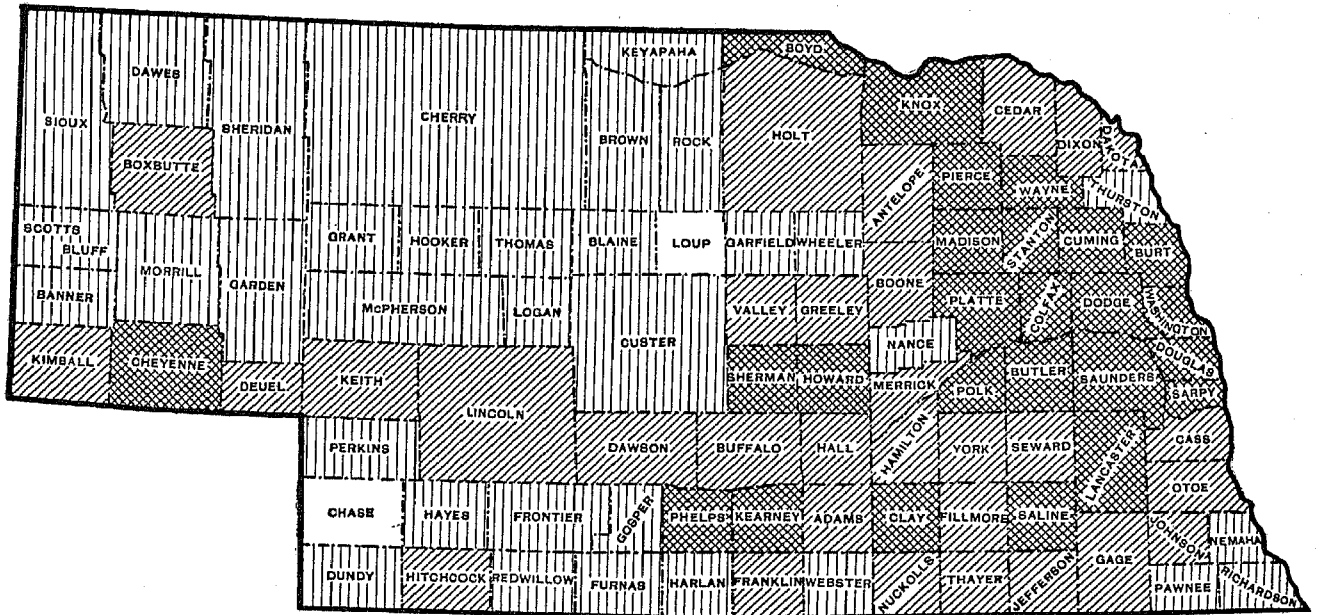 KEYAPAHA
BOYD
DAWES
SIOUX
SHERIDAN
CHERRY
BROWN
ROCK
HOLT
KNOX
CEDAR
DIXON
DAKOTA
BOXBUTTE
ANTELOPE
PIERCE
WAYNE
THURSTON
SCOTTS
BLUFF
MORRILL
GARDEN
GRANT
HOOKER
THOMAS
BLAINE
LOUP
GARFIELD
WHEELER
MADISON
STANTON
CUMING
BURT
BANNER
McPHERSON
LOGAN
CUSTER
VALLEY
GREELEY
BOONE
PLATTE
COLFAX
DODGE
WASHINGTON
KIMBALL
CHEYENNE
DEUEL
KEITH
LINCOLN
SHERMAN
HOWARD
NANCE
MERRICK
POLK
BUTLER
SAUNDERS
DOUGLAS
SARPY
PERKINS
DAWSON
BUFFALO
HALL
HAMILTON
YORK
SEWARD
LANCASTER
CASS
OTOE
CHASE
HAYES
FRONTIER
GOSPER
PHELPS
KEARNEY
ADAMS
CLAY
FILLMORE
SALINE
GAGE
JOHNSON
NEMAHA
DUNDY
HITCHCOCK
REDWILLOW
FURNAS
HARLAN
FRANKLIN
WEBSTER
NUCKOLLS
THAYER
JEFFERSON
PAWNEE
RICHARDSON